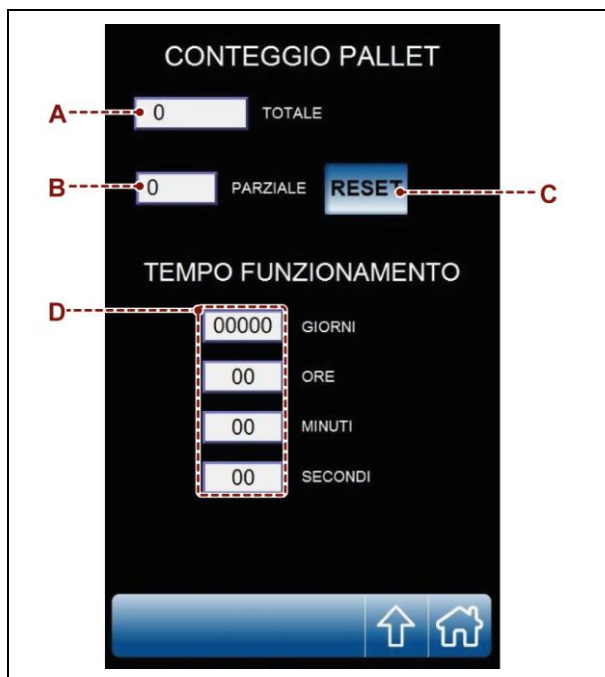 CONTEGGIO PALLET
A 0 TOTALE
B 0 PARZIALE RESET C
TEMPO FUNZIONAMENTO
D 00000 GIORNI
00 ORE
00 MINUTI
00 SECONDI